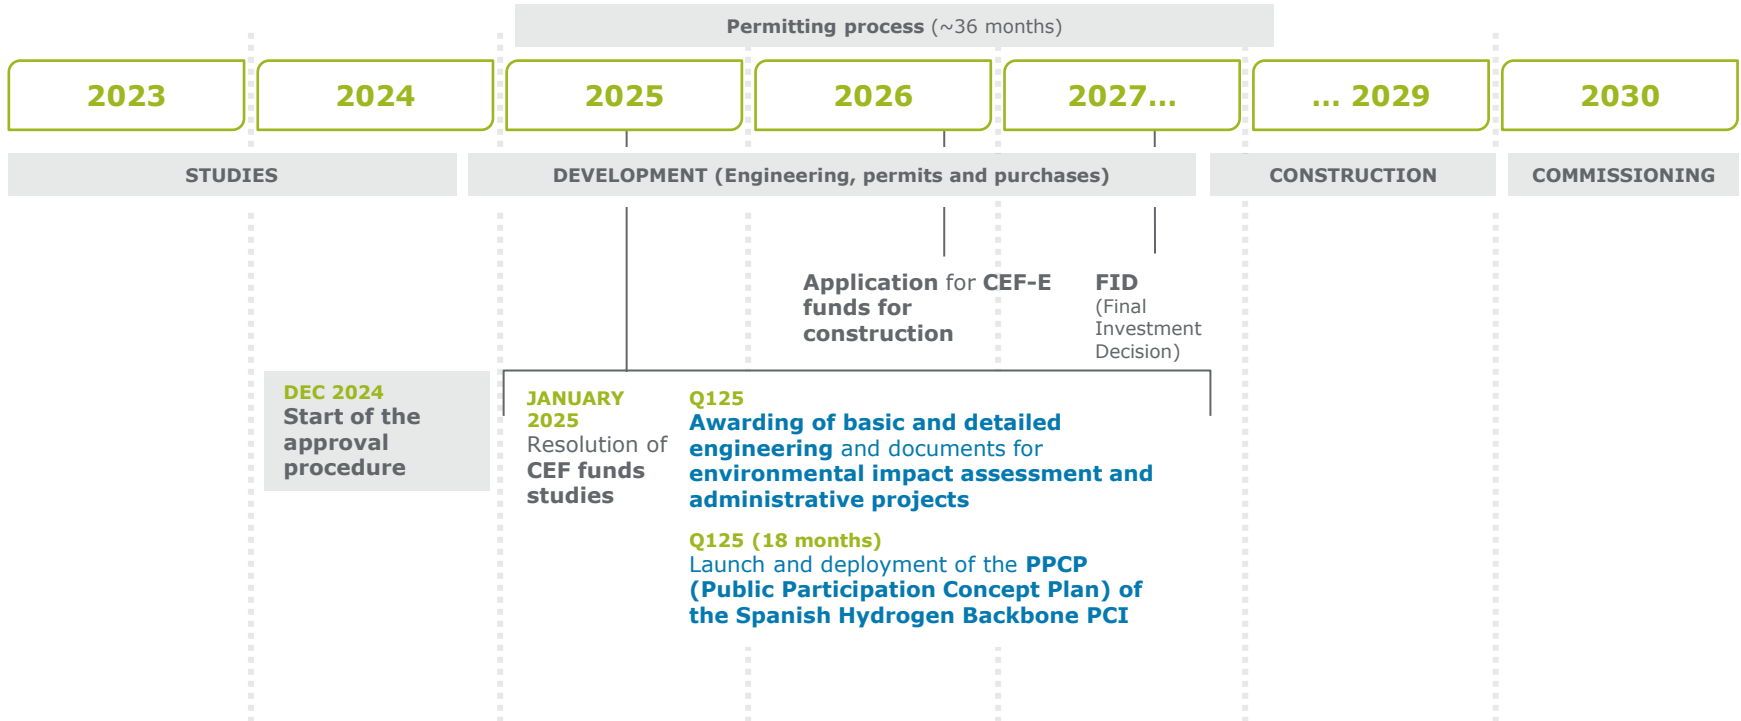 Permitting process (~36 months)
2023
2024
2025
2026
2027...
... 2029
2030
STUDIES
DEVELOPMENT (Engineering, permits and purchases)
CONSTRUCTION
COMMISSIONING
Application for CEF-E
funds for
construction
FID
(Final
Investment
Decision)
DEC 2024
Start of the
approval
procedure
JANUARY
2025
Resolution of
CEF funds
studies
Q125
Awarding of basic and detailed
engineering and documents for
environmental impact assessment and
administrative projects
Q125 (18 months)
Launch and deployment of the PPCP
(Public Participation Concept Plan) of
the Spanish Hydrogen Backbone PCI